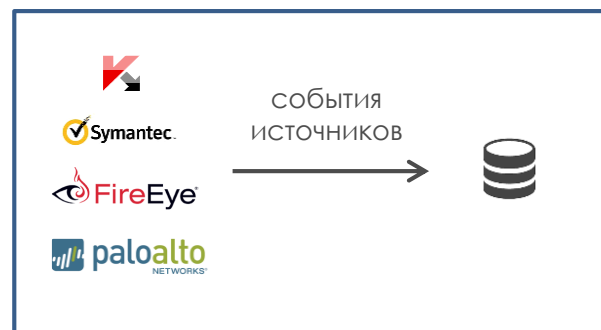 события
источников
Symantec.
FireEye®
paloalto
NETWORKS®